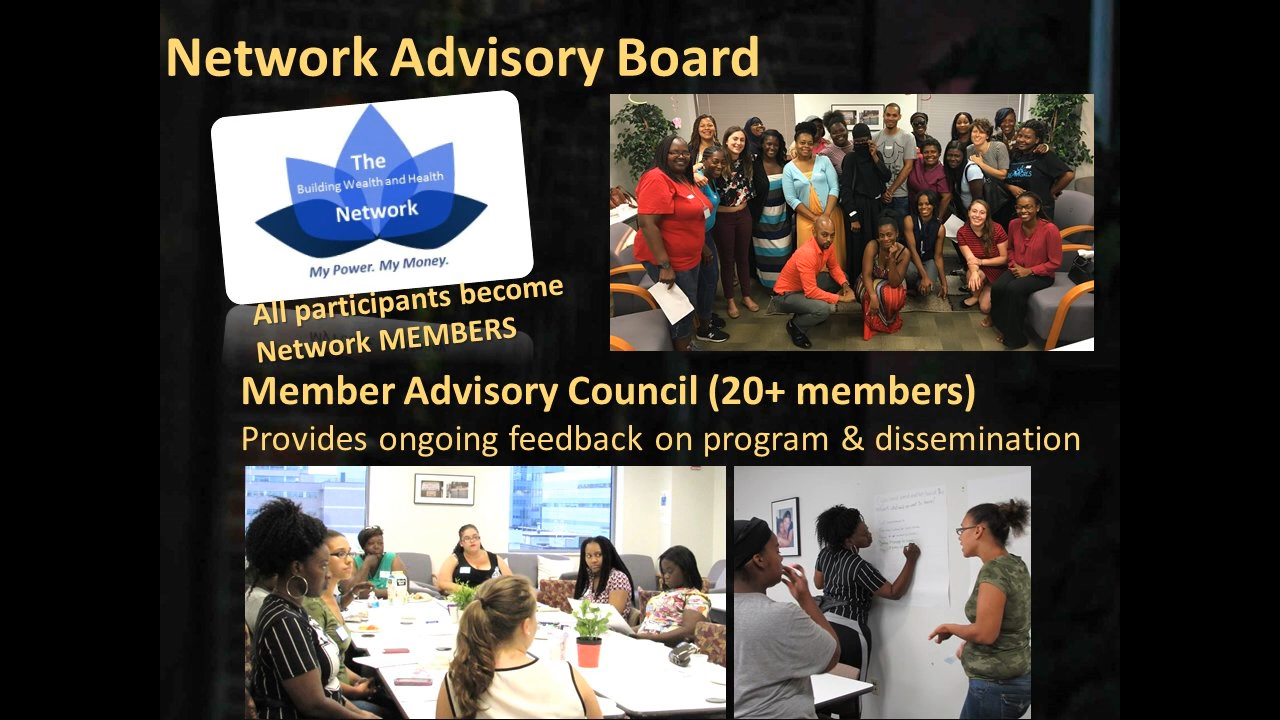 Network Advisory Board
The
Building Wealth and Health
Network
My Power. My Money.
All participants become
Network MEMBERS
Member Advisory Council (20+ members)
Provides ongoing feedback on program & dissemination